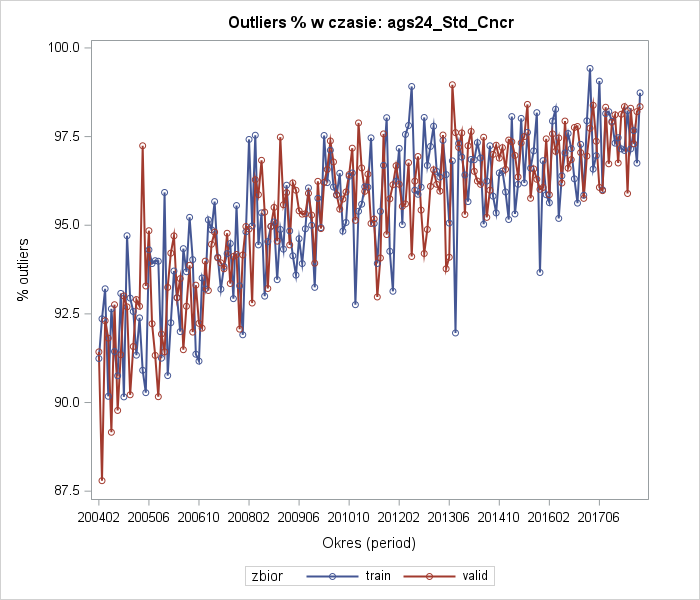 Outliers % w czasie: ags24_Std_Cncr
100.0
97.5
95.0
92.5
90.0
87.5
% outliers
200402 200506 200610 200802 200906 201010 201202 201306 201410 201602 201706
Okres (period)
zbior train valid